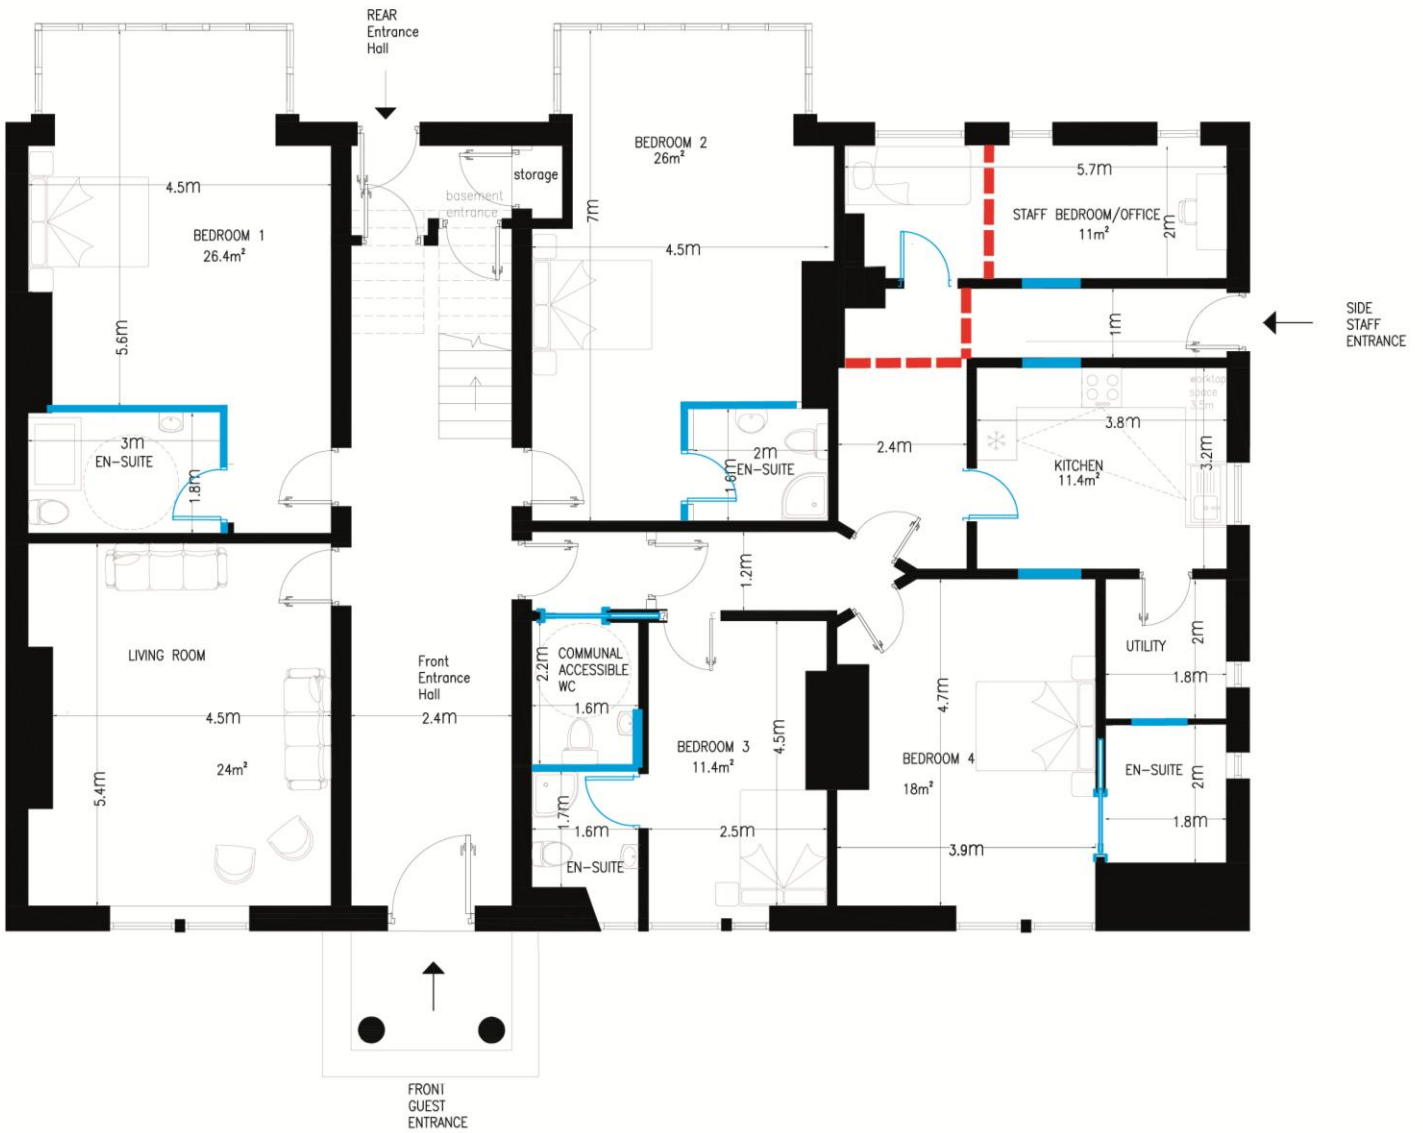 REAR
Entrance
Hall
BEDROOM 1
26.4m²
4.5m
5.6m
storage
basement
entrance
BEDROOM 2
26m²
7m
4.5m
5.7m
STAFF BEDROOM/OFFICE
11m²
2m
1m
SIDE
STAFF
ENTRANCE
3m
EN-SUITE
1.8m
2m
EN-SUITE
1.6m
2.4m
worktop
space
3.5m
3.8m
KITCHEN
11.4m²
3.2m
1.2m
LIVING ROOM
4.5m
24m²
5.4m
Front
Entrance
Hall
2.4m
COMMUNAL
ACCESSIBLE
WC
2.2m
1.6m
BEDROOM 3
11.4m²
4.5m
2.5m
1.7m
1.6m
EN-SUITE
4.7m
BEDROOM 4
18m²
3.9m
UTILITY
2m
1.8m
EN-SUITE
2m
1.8m
FRONT
GUEST
ENTRANCE